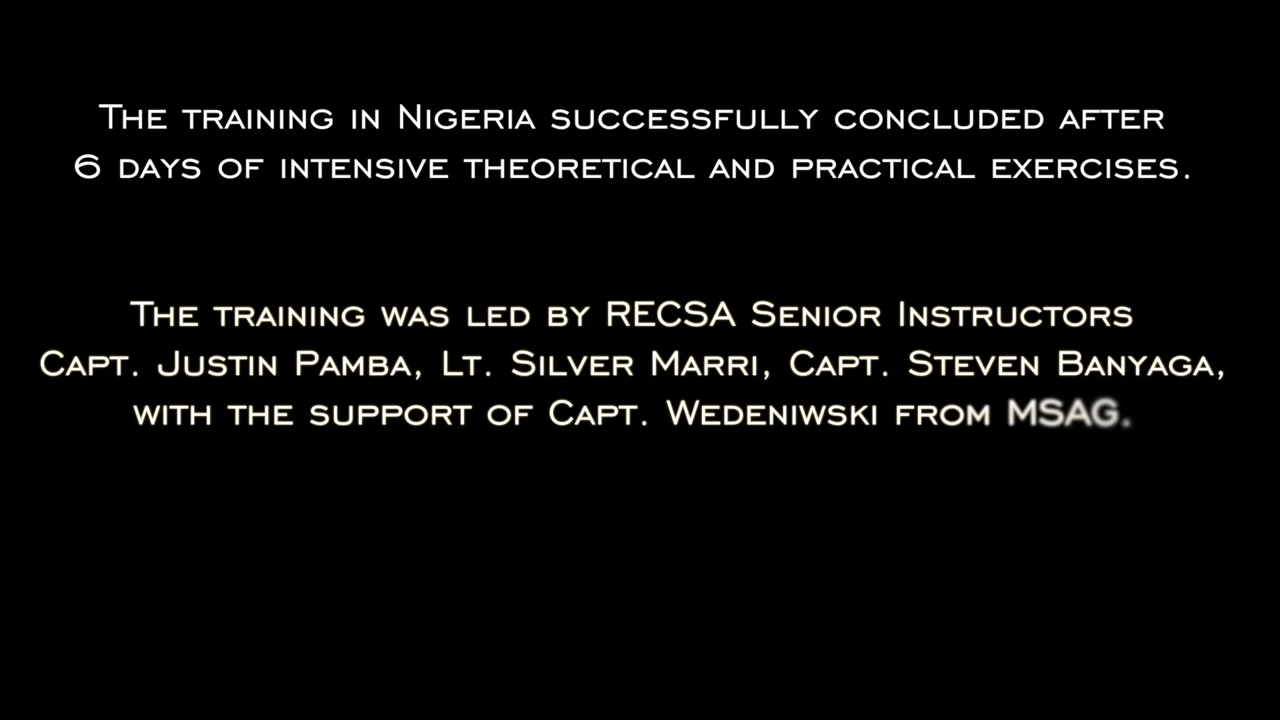 The training in Nigeria successfully concluded after
6 days of intensive theoretical and practical exercises.
The training was led by RECSA Senior Instructors
Capt. Justin Pamba, Lt. Silver Marri, Capt. Steven Banyaga,
with the support of Capt. Wedeniwski from MSAG.